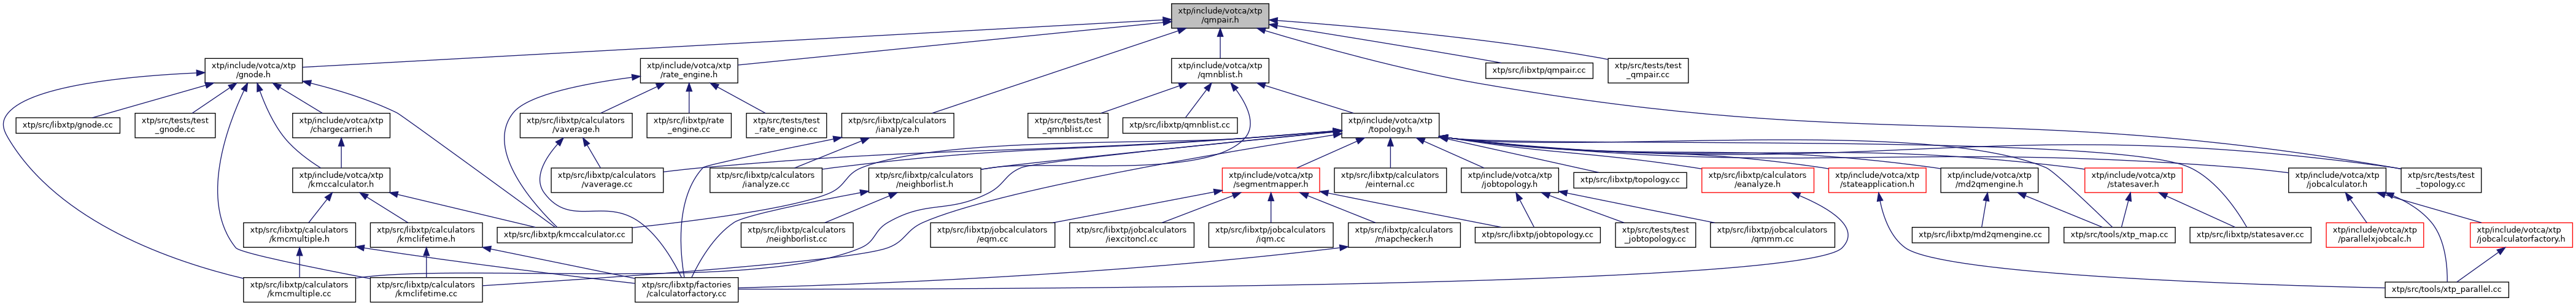 xtp/include/votca/xtp
/qmpair.h
xtp/include/votca/xtp
/gnode.h
xtp/include/votca/xtp
/rate_engine.h
xtp/include/votca/xtp
/qmnblist.h
xtp/src/libxtp/qmpair.cc
xtp/src/tests/test
_qmpair.cc
xtp/src/libxtp/gnode.cc
xtp/src/tests/test
_gnode.cc
xtp/include/votca/xtp
/chargecarrier.h
xtp/src/libxtp/calculators
/vaverage.h
xtp/src/libxtp/rate
_engine.cc
xtp/src/tests/test
_rate_engine.cc
xtp/src/libxtp/calculators
/ianalyze.h
xtp/src/tests/test
_qmnblist.cc
xtp/src/libxtp/qmnblist.cc
xtp/include/votca/xtp
/topology.h
xtp/include/votca/xtp
/kmccalculator.h
xtp/src/libxtp/calculators
/vaverage.cc
xtp/src/libxtp/calculators
/ianalyze.cc
xtp/src/libxtp/calculators
/neighborlist.h
xtp/include/votca/xtp
/segmentmapper.h
xtp/src/libxtp/calculators
/einternal.cc
xtp/include/votca/xtp
/jobtopology.h
xtp/src/libxtp/topology.cc
xtp/src/libxtp/calculators
/eanalyze.h
xtp/include/votca/xtp
/stateapplication.h
xtp/include/votca/xtp
/md2qmengine.h
xtp/include/votca/xtp
/statesaver.h
xtp/include/votca/xtp
/jobcalculator.h
xtp/src/tests/test
_topology.cc
xtp/src/libxtp/calculators
/kmcmultiple.h
xtp/src/libxtp/calculators
/kmclifetime.h
xtp/src/libxtp/kmccalculator.cc
xtp/src/libxtp/calculators
/neighborlist.cc
xtp/src/libxtp/jobcalculators
/eqm.cc
xtp/src/libxtp/jobcalculators
/iexcitoncl.cc
xtp/src/libxtp/jobcalculators
/iqm.cc
xtp/src/libxtp/calculators
/mapchecker.h
xtp/src/libxtp/jobtopology.cc
xtp/src/tests/test
_jobtopology.cc
xtp/src/libxtp/jobcalculators
/qmmm.cc
xtp/src/libxtp/md2qmengine.cc
xtp/src/tools/xtp_map.cc
xtp/src/libxtp/statesaver.cc
xtp/include/votca/xtp
/parallelxjobcalc.h
xtp/include/votca/xtp
/jobcalculatorfactory.h
xtp/src/libxtp/calculators
/kmcmultiple.cc
xtp/src/libxtp/calculators
/kmclifetime.cc
xtp/src/libxtp/factories
/calculatorfactory.cc
xtp/src/tools/xtp_parallel.cc